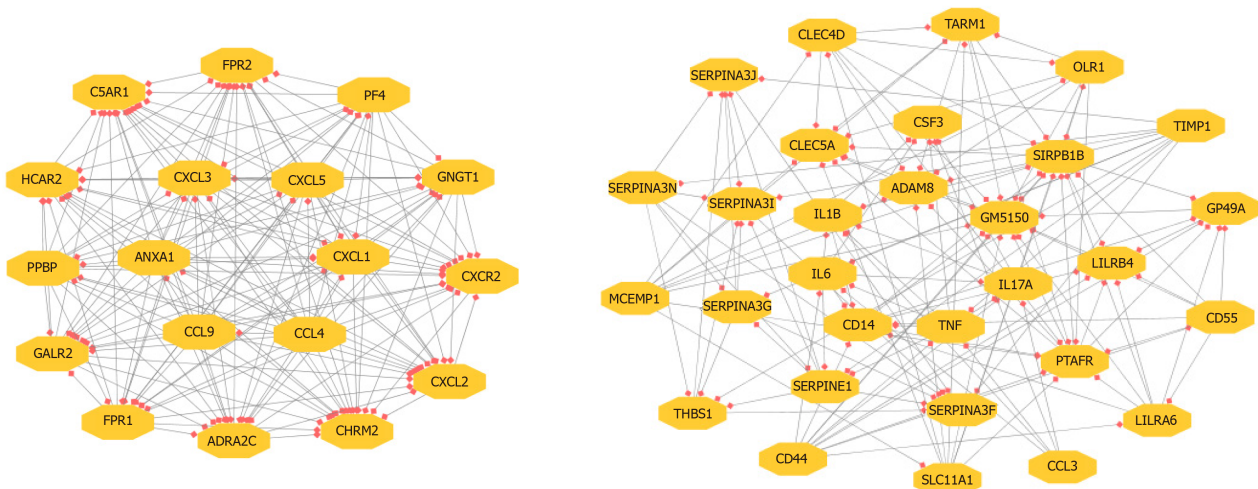 FPR2
C5AR1
PF4
HCAR2
CXCL3
CXCL5
GNGT1
PPBP
ANXA1
CXCL1
CXCR2
CCL9
CCL4
GALR2
CXCL2
FPR1
ADRA2C
CHRM2
TARM1
CLEC4D
OLR1
SERPINA3J
CSF3
TIMP1
CLEC5A
SIRPB1B
SERPINA3N
ADAM8
SERPINA3I
IL1B
GM5150
GP49A
LILRB4
IL6
IL17A
MCEMP1
SERPINA3G
CD14
TNF
CD55
PTAFR
SERPINE1
THBS1
SERPINA3F
LILRA6
CD44
CCL3
SLC11A1